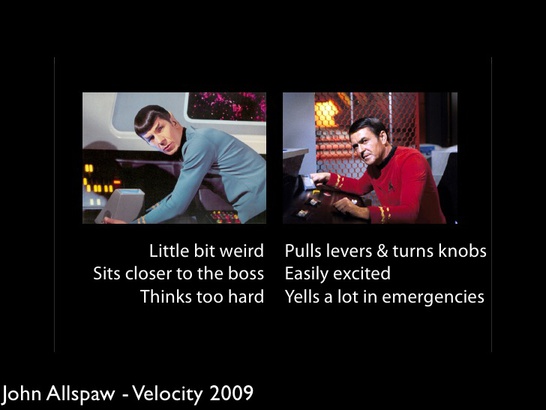 Little bit weird
Sits closer to the boss
Thinks too hard
Pulls levers & turns knobs
Easily excited
Yells a lot in emergencies
John Allspaw - Velocity 2009